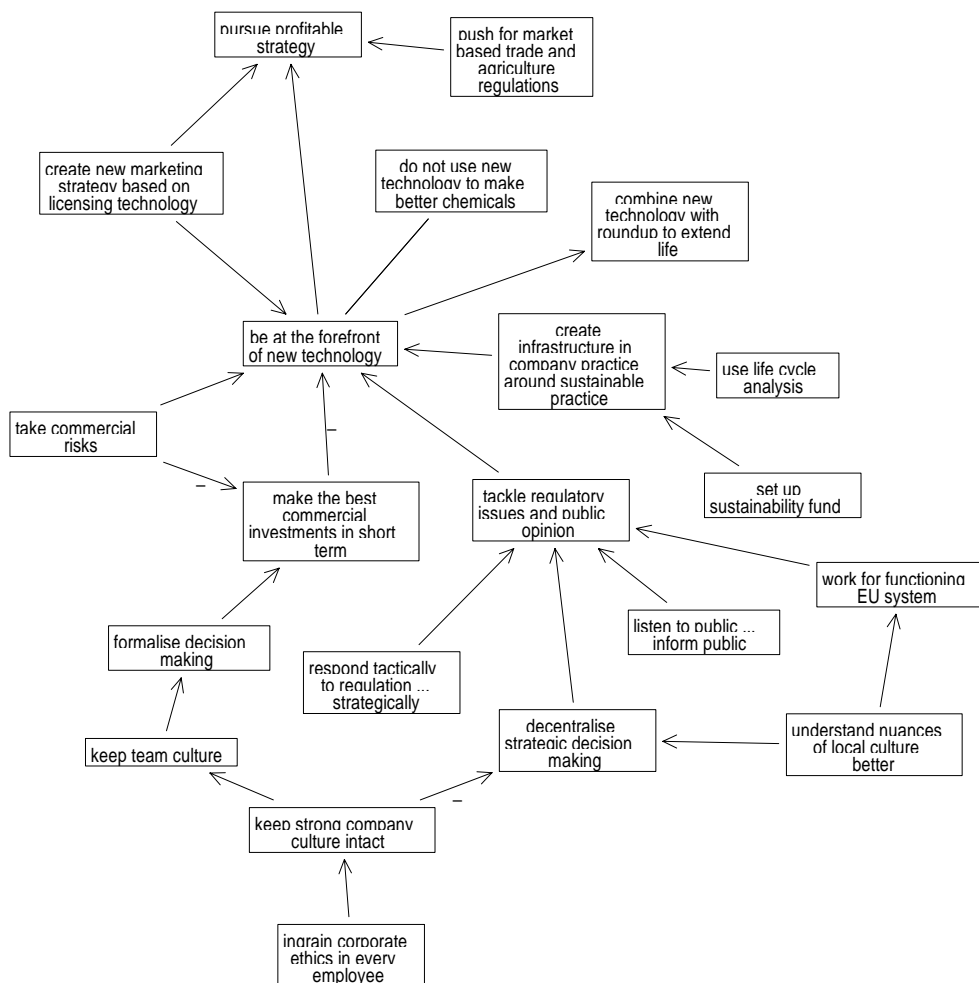 pursue profitable
strategy
push for market
based trade and
agriculture
regulations
create new marketing
strategy based on
licensing technology
do not use new
technology to make
better chemicals
combine new
technology with
roundup to extend
life
be at the forefront
of new technology
create
infrastructure in
company practice
around sustainable
practice
use life cycle
analysis
take commercial
risks
–
–
make the best
commercial
investments in short
term
tackle regulatory
issues and public
opinion
set up
sustainability fund
work for functioning
EU system
formalise decision
making
respond tactically
to regulation ...
strategically
listen to public ...
inform public
keep team culture
decentralise
strategic decision
making
understand nuances
of local culture
better
–
keep strong company
culture intact
ingrain corporate
ethics in every
employee